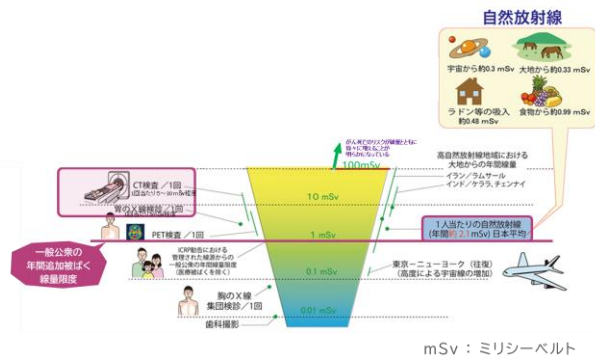 自然放射線
宇宙から約0.3 mSv
大地から約0.33 mSv
ラドン等の吸入
約0.48 mSv
食物から約0.99 mSv
がん死亡のリスクが線量とともに
徐々に増えることが
明らかになっている
100mSv
高自然放射線地域における
大地からの年間線量
イラン/ラムサール
インド/ケララ、チェンナイ
CT検査/1回
10 mSv
胃のX線検診/1回
PET検査/1回
1 mSv
1人当たりの自然放射線
(年間約 2.1mSv) 日本平均
一般公衆の
年間追加被ばく
線量限度
ICRP勧告における
管理された線源からの
一般公衆の年間線量限度
(医療被ばくを除く)
0.1 mSv
東京ーニューヨーク(往復)
(高度による宇宙線の増加)
胸のX線
集団検診/1回
0.01 mSv
歯科撮影
mSv : ミリシーベルト